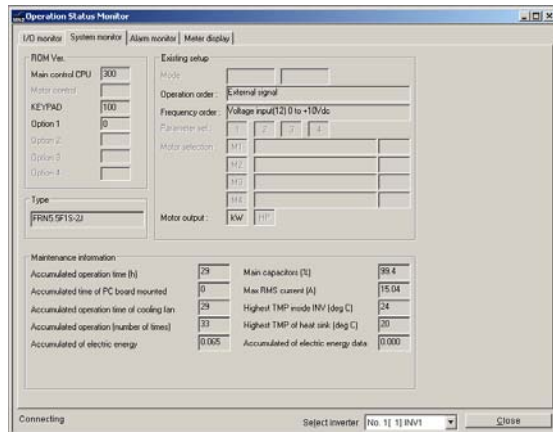 Operation Status Monitor
I/O monitor System monitor Alarm monitor Meter display
ROM Ver.
Main control CPU 300
Motor control
KEYPAD 100
Option 1 0
Option 2
Option 3
Option 4
Type
FRN5.5F1S-2J
Existing setup
Mode
Operation order : External signal
Frequency order : Voltage input(12) 0 to +10Vdc
Parameter set : 1 2 3 4
Motor selection : M1
M2
M3
M4
Motor output : kW HP
Maintenance information
Accumulated operation time (h) 29
Accumulated time of PC board mounted 0
Accumulated operation time of cooling fan 29
Accumulated operation (number of times) 33
Accumulated of electric energy 0.065
Main capacitors (%) 99.4
Max RMS current (A) 15.04
Highest TMP inside INV (deg C) 24
Highest TMP of heat sink (deg C) 20
Accumulated of electric energy data 0.000
Connecting
Select inverter No. 1[ 1] INV1
Close